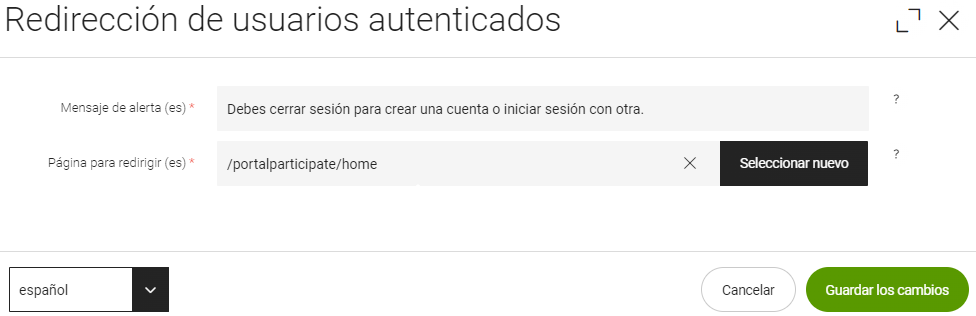 Redirección de usuarios autenticados
Mensaje de alerta (es) * Debes cerrar sesión para crear una cuenta o iniciar sesión con otra. ?
Página para redirigir (es) * /portalparticipate/home Seleccionar nuevo ?
español Cancelar Guardar los cambios